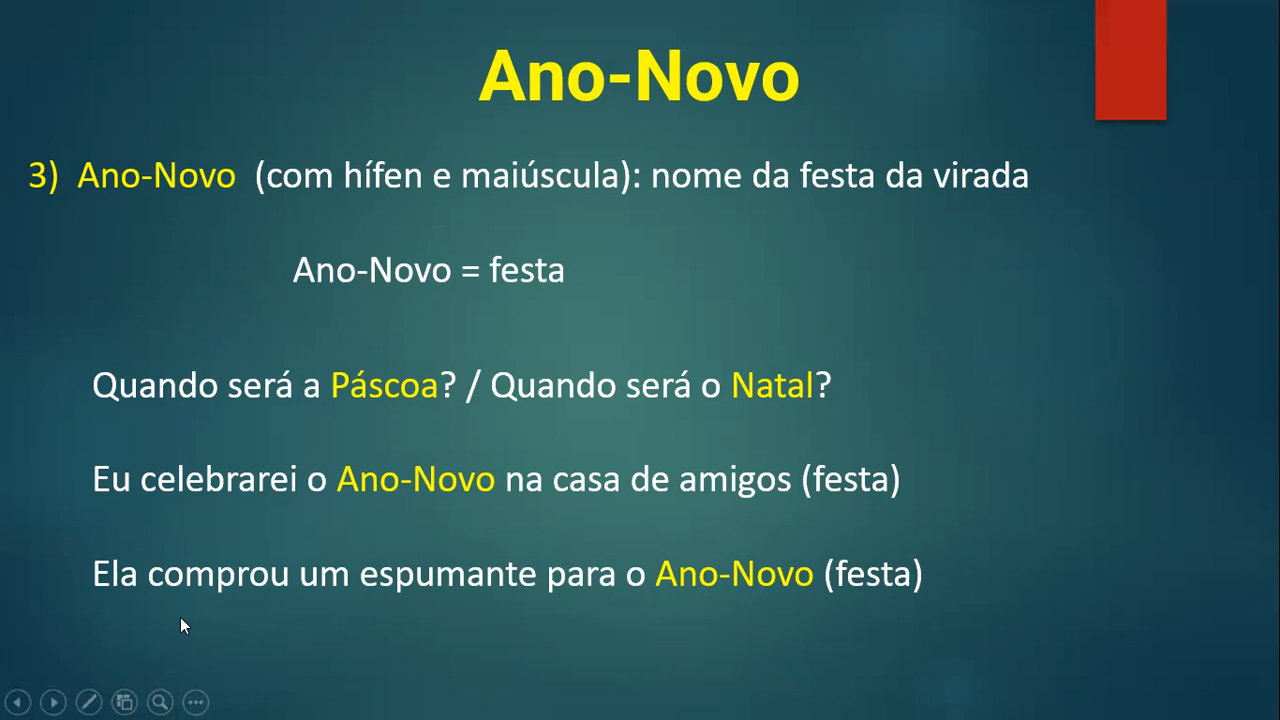 Ano-Novo
3) Ano-Novo (com hífen e maiúscula): nome da festa da virada
Ano-Novo = festa
Quando será a Páscoa? / Quando será o Natal?
Eu celebrarei o Ano-Novo na casa de amigos (festa)
Ela comprou um espumante para o Ano-Novo (festa)